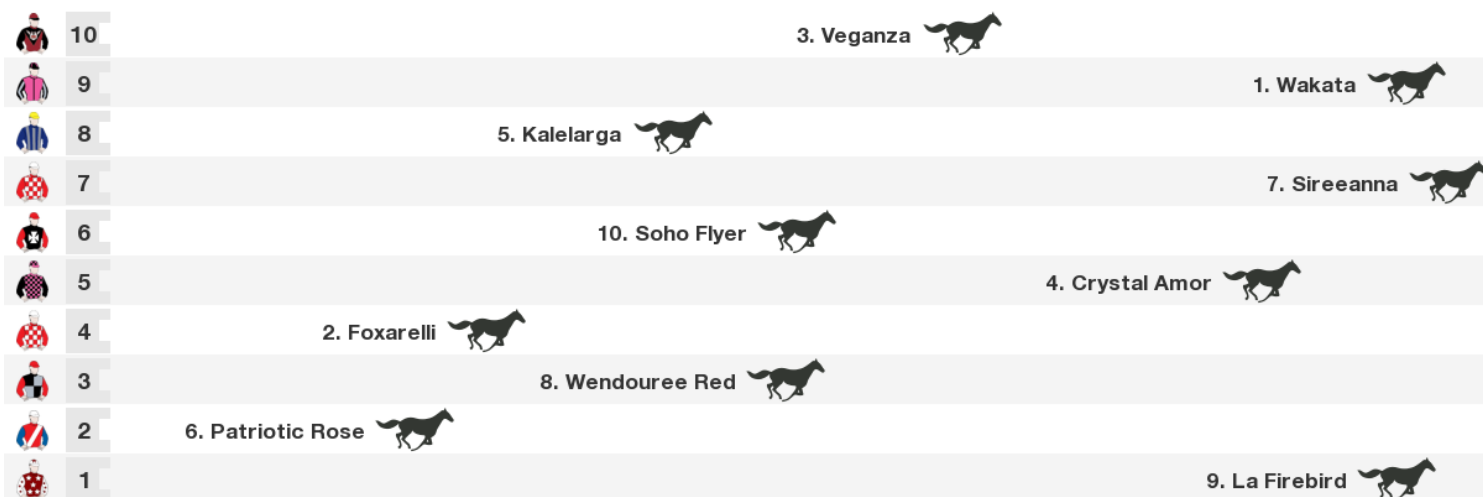 10 3. Veganza
9 1. Wakata
8 5. Kalelarga
7 7. Sireeanna
6 10. Soho Flyer
5 4. Crystal Amor
4 2. Foxarelli
3 8. Wendouree Red
2 6. Patriotic Rose
1 9. La Firebird